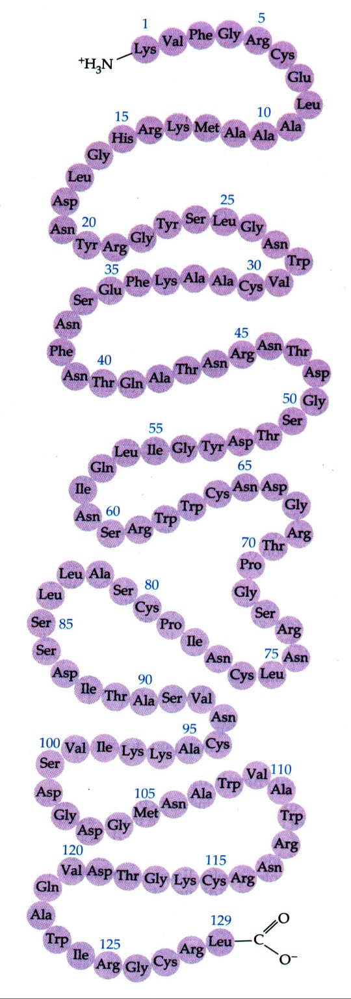 1 5
+H3N Lys Val Phe Gly Arg Cys Glu Leu
15 10
Ala Ala Ala Met Lys Arg His Gly Leu Asp Asn
20 25
Tyr Arg Gly Tyr Ser Leu Gly Asn Trp
35 30
Val Cys Ala Ala Lys Phe Glu Ser Asn Phe Asn
40 45
Thr Gln Ala Thr Asn Arg Asn Thr Asp Gly
55 50
Ser Thr Asp Tyr Gly Ile Leu Gln Ile Asn
60 65
Ser Arg Trp Trp Cys Asn Asp Gly Arg
70
Thr Pro Gly Ser Arg Asn
75
Leu Cys Asn Ile Pro Cys Ser Ala Leu Leu Ser
80
85
Ser Asp Ile Thr Ala Ser Val Asn
90
100 95
Cys Ala Lys Lys Ile Val Ser Asp Gly Asp
105 110
Gly Met Asn Ala Trp Val Ala Trp Arg Asn
120 115
Arg Cys Lys Gly Thr Asp Val Gln Ala Trp
125 129
Ile Arg Gly Cys Arg Leu C O
O−